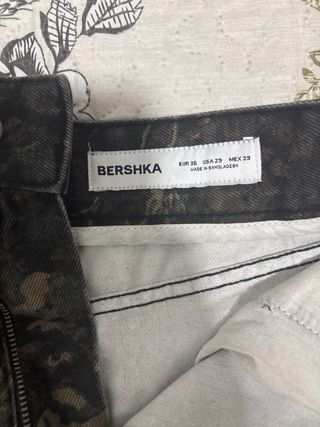 BERSHKA
EUR 36 USA 29 MEX 29
MADE IN BANGLADESH